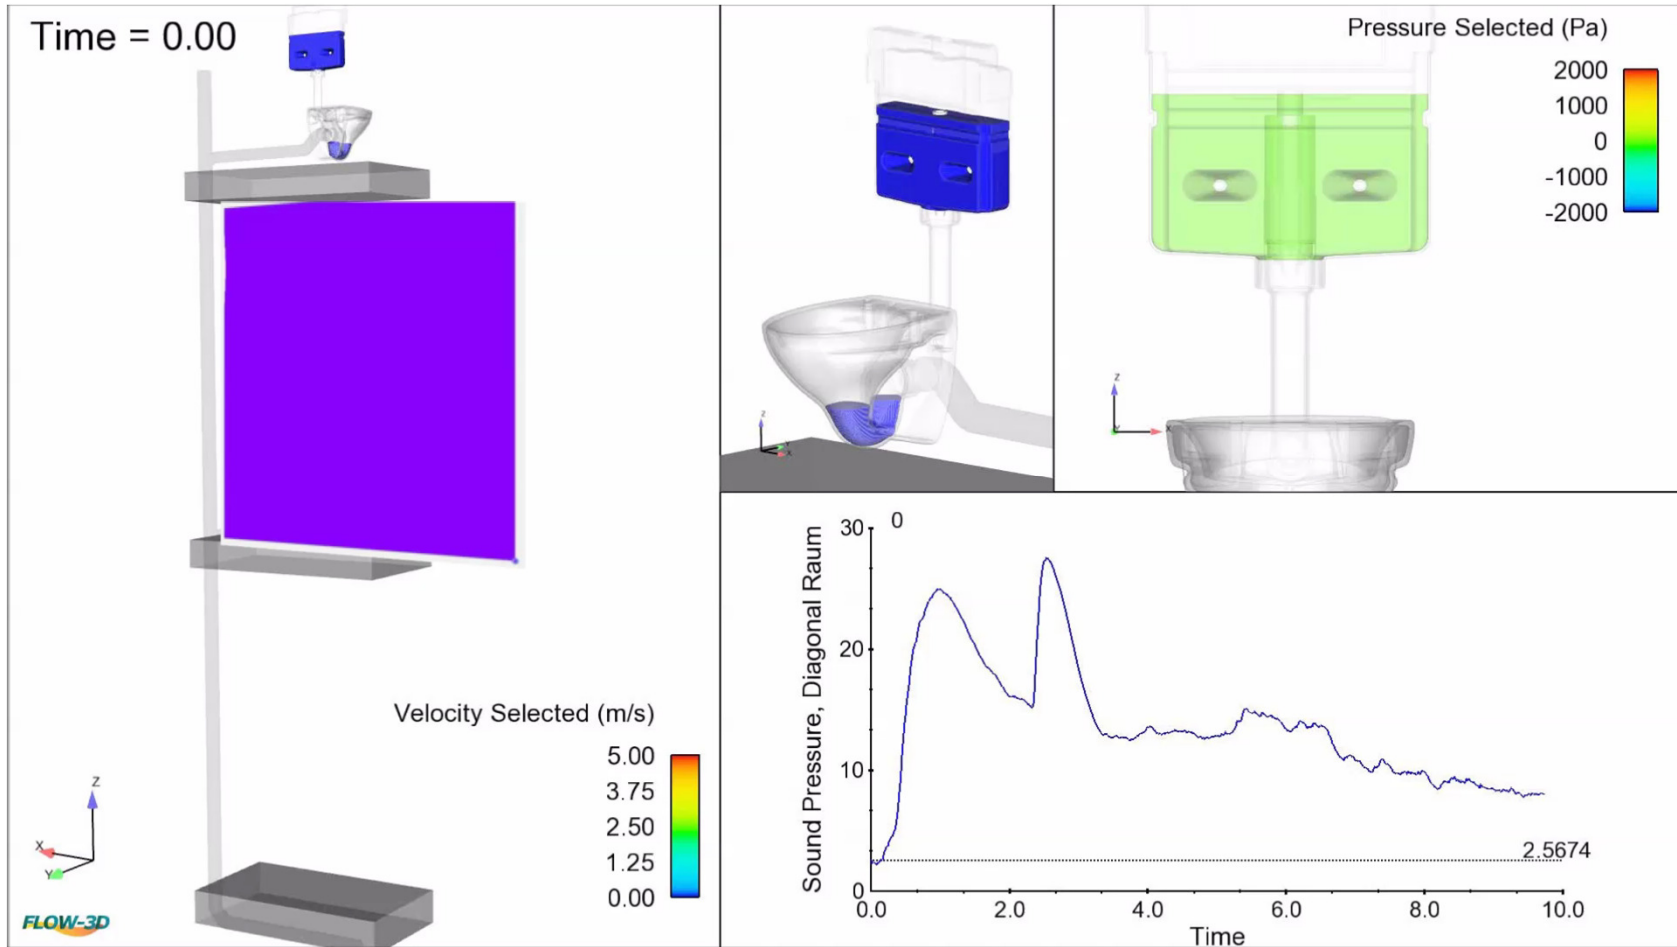 Time = 0.00
Velocity Selected (m/s)
5.00
3.75
2.50
1.25
0.00
Z
X
Y
FLOW-3D
z
Y
X
Pressure Selected (Pa)
2000
1000
0
-1000
-2000
Z
Y
X
Sound Pressure, Diagonal Raum
30
20
10
0
0
2.5674
0.0
2.0
4.0
6.0
8.0
10.0
Time